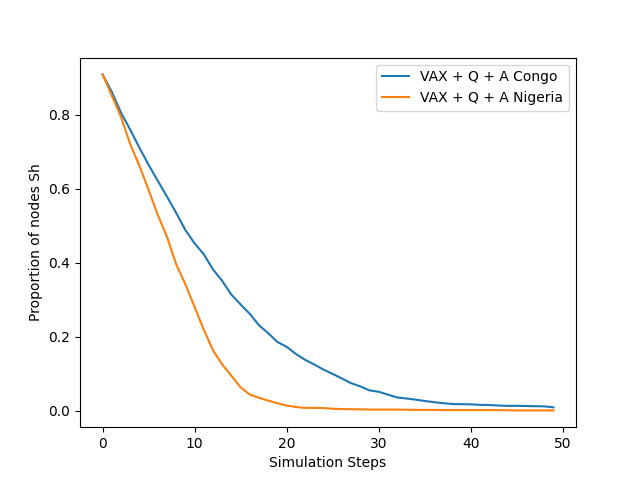 VAX + Q + A Congo
VAX + Q + A Nigeria
Proportion of nodes Sh
0.8
0.6
0.4
0.2
0.0
0 10 20 30 40 50
Simulation Steps